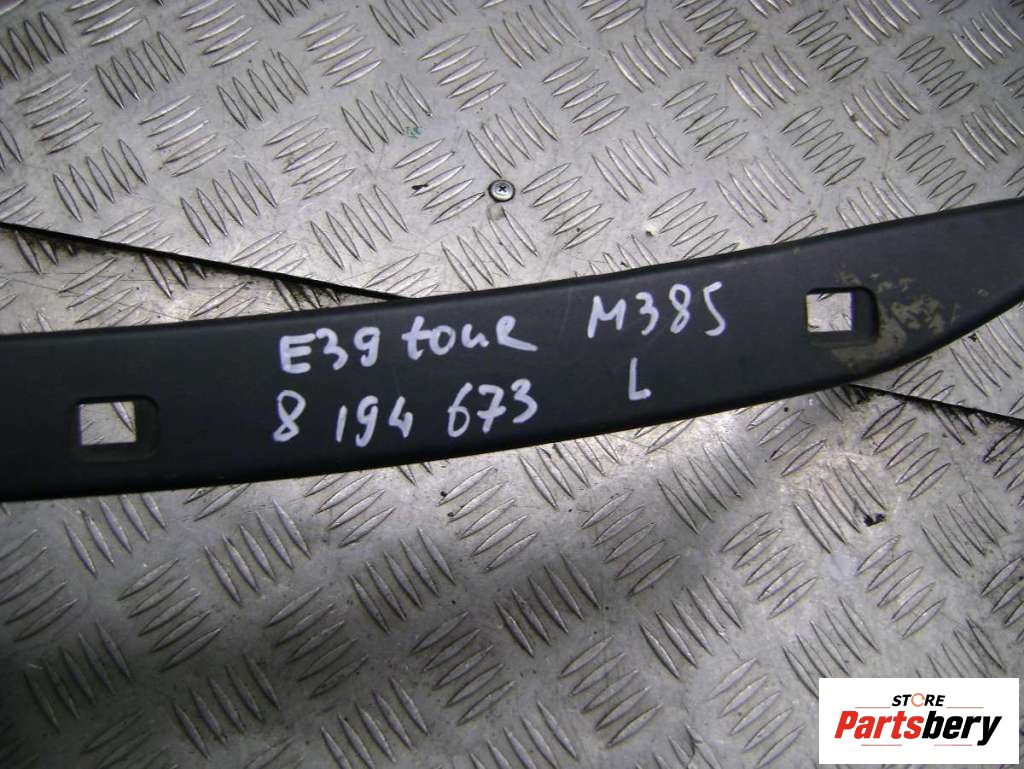 E39 touR M385
8 194 673 L
STORE
Partsbery